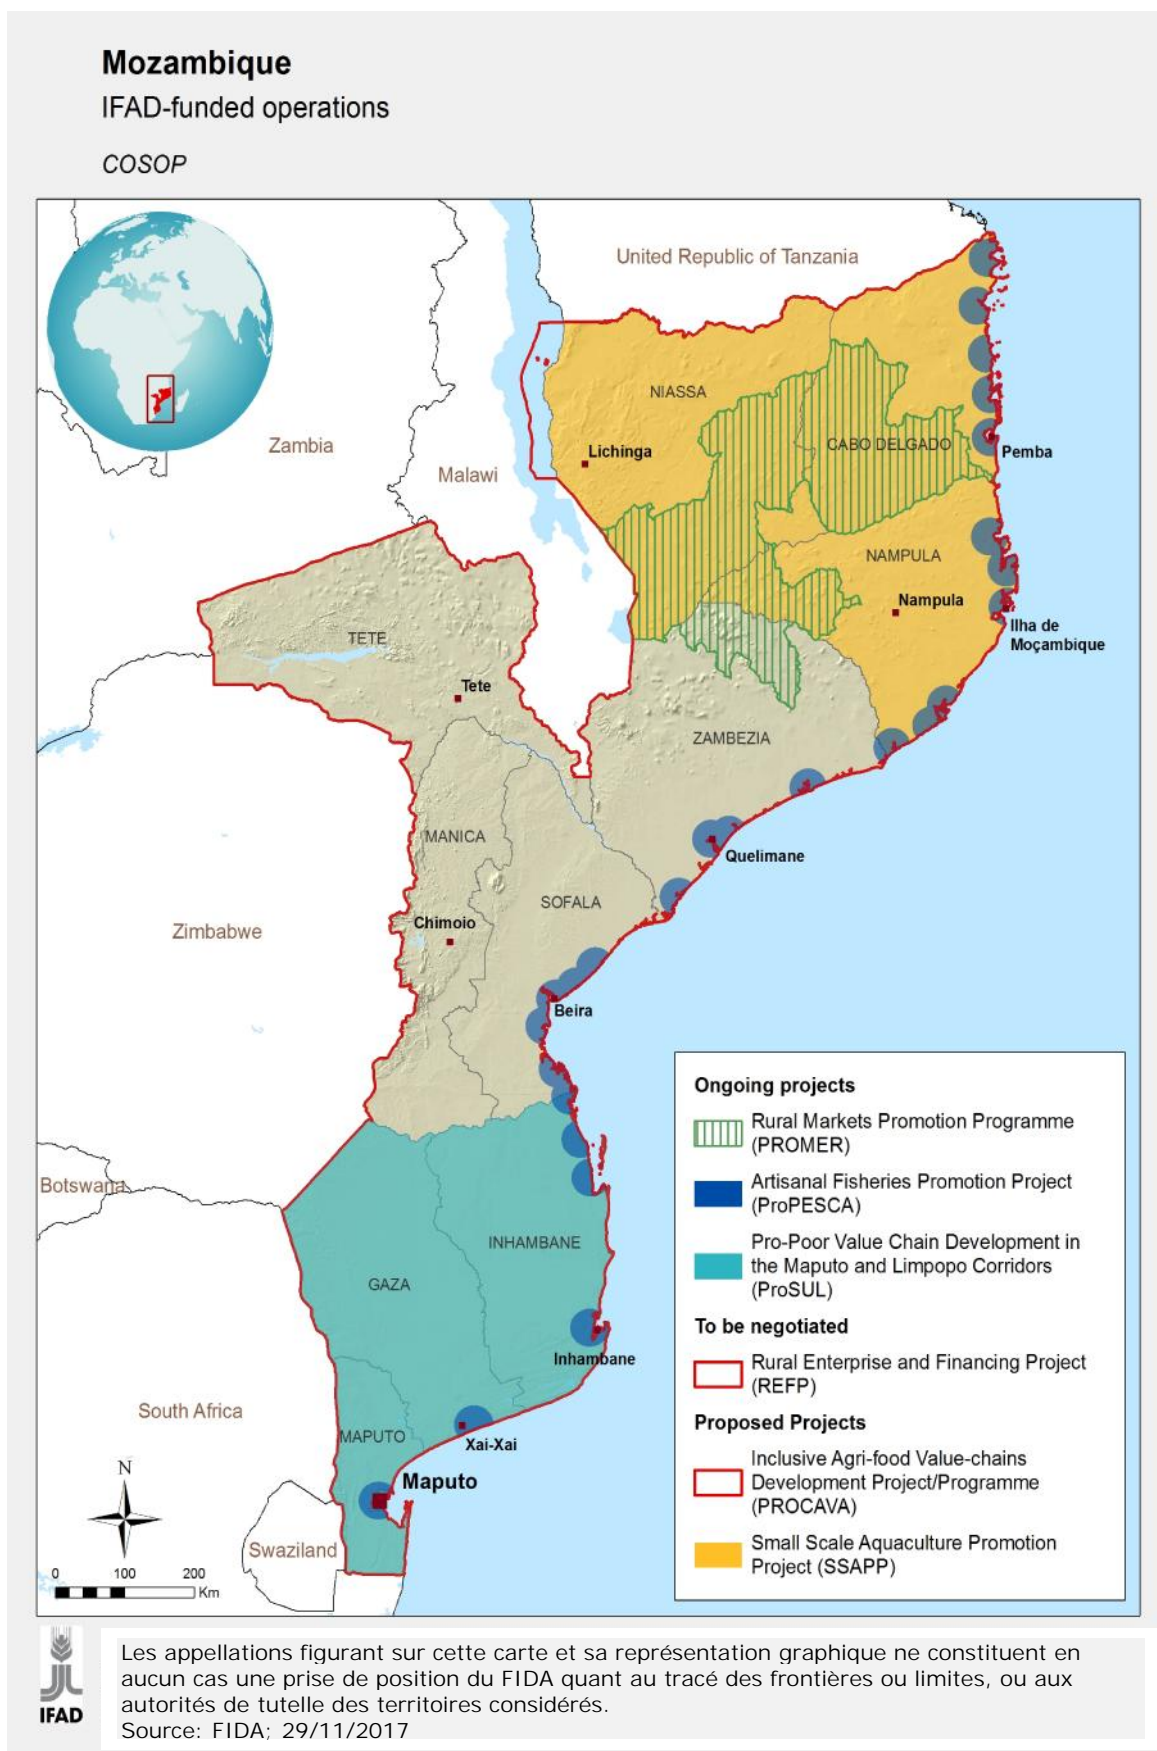 Mozambique
IFAD-funded operations
COSOP
United Republic of Tanzania
NIASSA
CABO DELGADO
Lichinga
Pemba
Zambia
Malawi
NAMPULA
Nampula
Ilha de
Moçambique
TETE
Tete
ZAMBEZIA
MANICA
Quelimane
SOFALA
Chimoio
Zimbabwe
Beira
Botswana
INHAMBANE
GAZA
Inhambane
South Africa
MAPUTO
Xai-Xai
Maputo
Swaziland
N
0 100 200
Km
Ongoing projects
Rural Markets Promotion Programme
(PROMER)
Artisanal Fisheries Promotion Project
(ProPESCA)
Pro-Poor Value Chain Development in
the Maputo and Limpopo Corridors
(ProSUL)
To be negotiated
Rural Enterprise and Financing Project
(REFP)
Proposed Projects
Inclusive Agri-food Value-chains
Development Project/Programme
(PROCAVA)
Small Scale Aquaculture Promotion
Project (SSAPP)
IFAD
Les appellations figurant sur cette carte et sa représentation graphique ne constituent en
aucun cas une prise de position du FIDA quant au tracé des frontières ou limites, ou aux
autorités de tutelle des territoires considérés.
Source: FIDA; 29/11/2017